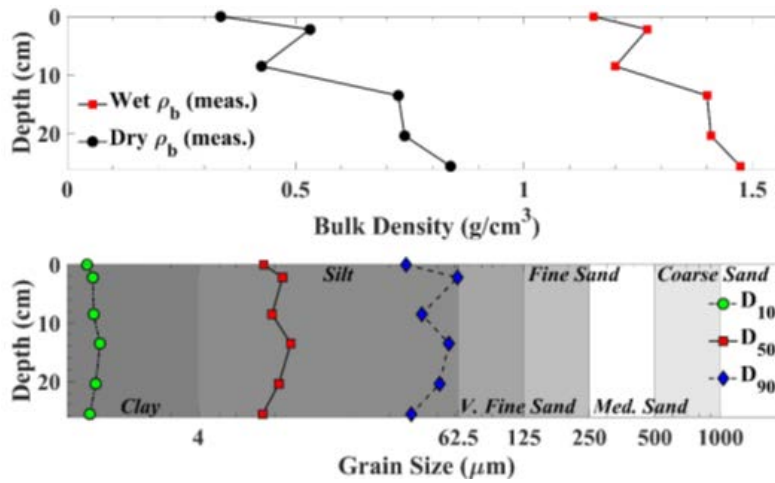 0
10
20
Depth (cm)
Wet ρb (meas.)
Dry ρb (meas.)
0 0.5 1 1.5
Bulk Density (g/cm3)
0
10
20
Depth (cm)
Silt Fine Sand Coarse Sand
D10
D50
D90
Clay V. Fine Sand Med. Sand
4 62.5 125 250 500 1000
Grain Size (μm)